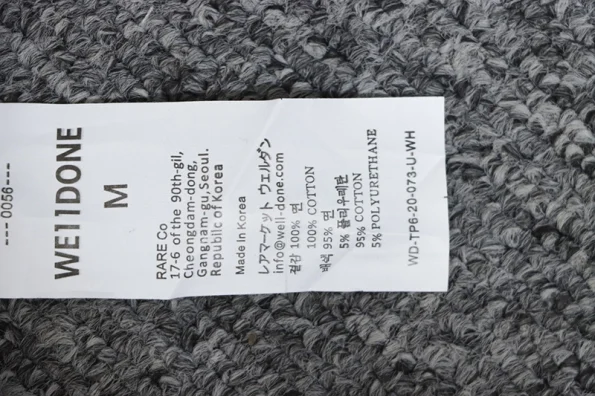 ---0056---
WE11DONE
M
RARE Co
17-6 of the 90th-gil,
Cheongdam-dong,
Gangnam-gu, Seoul.
Republic of Korea
Made In Korea
レアマーケット ウェルダン
info@well-done.com
겉감 100% 면
100% COTTON
배색 95% 면
5% 폴리우레탄
95% COTTON
5% POLYURETHANE
WD-TP6-20-073-U-WH